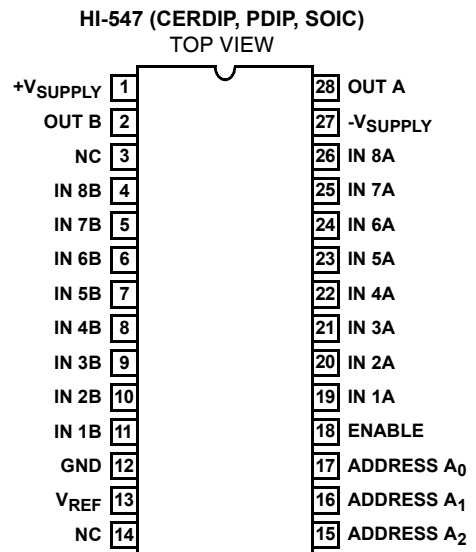 HI-547 (CERDIP, PDIP, SOIC)
TOP VIEW
+VSUPPLY 1 28 OUT A
OUT B 2 27 -VSUPPLY
NC 3 26 IN 8A
IN 8B 4 25 IN 7A
IN 7B 5 24 IN 6A
IN 6B 6 23 IN 5A
IN 5B 7 22 IN 4A
IN 4B 8 21 IN 3A
IN 3B 9 20 IN 2A
IN 2B 10 19 IN 1A
IN 1B 11 18 ENABLE
GND 12 17 ADDRESS A0
VREF 13 16 ADDRESS A1
NC 14 15 ADDRESS A2